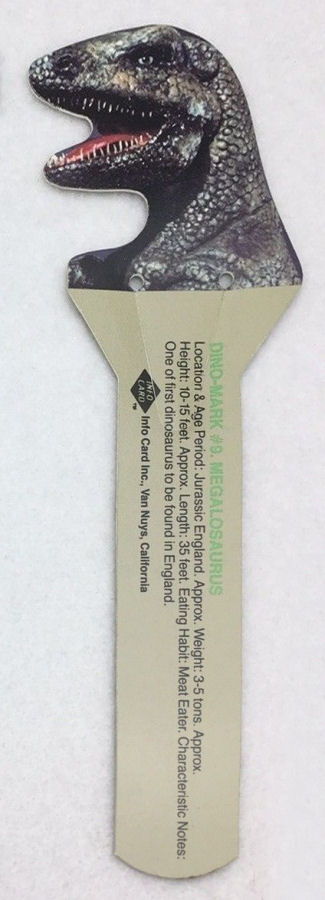 DINO-MARK #9. MEGALOSAURUS
Location & Age Period: Jurassic England. Approx. Weight: 3-5 tons. Approx.
Height: 10-15 feet. Approx. Length: 35 feet. Eating Habit: Meat Eater. Characteristic Notes:
One of first dinosaurus to be found in England.
INFO
CARD ™ Info Card Inc., Van Nuys, California